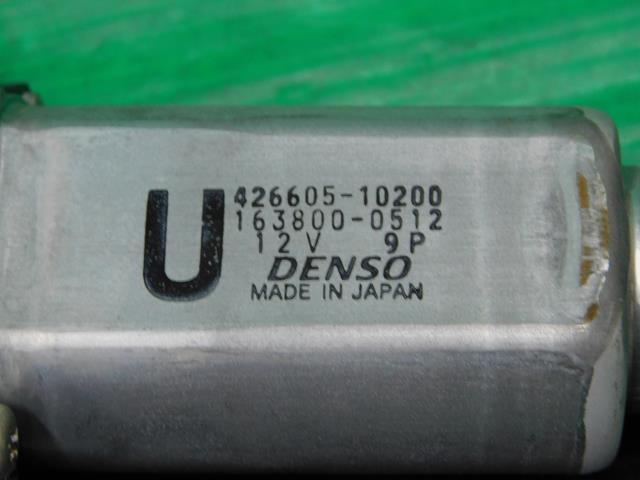 U
426605-10200
163800-0512
12V 9P
DENSO
MADE IN JAPAN